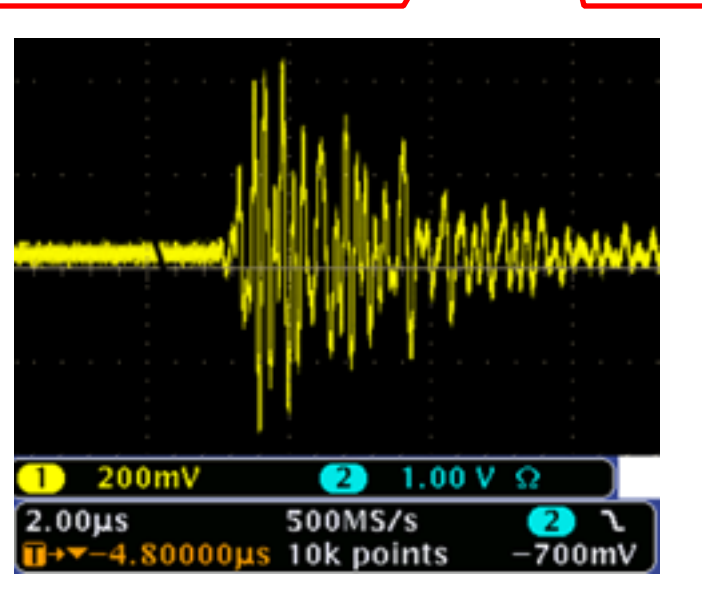 1 200mV 2 1.00 V Ω
2.00μs 500MS/s 2
T→▼−4.80000μs 10k points −700mV